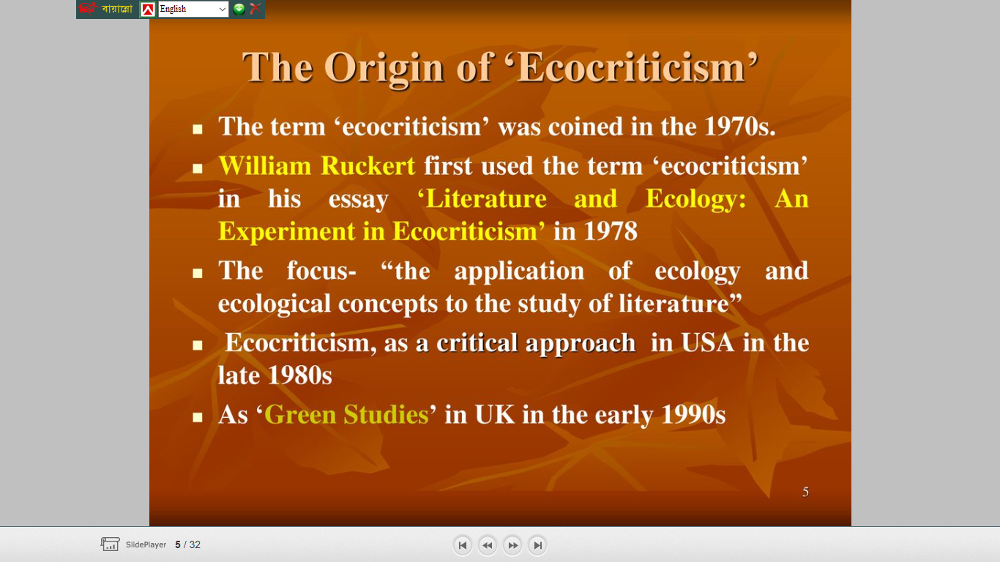 বায়ান্নো English
The Origin of ‘Ecocriticism’
The term ‘ecocriticism’ was coined in the 1970s.
William Ruckert first used the term ‘ecocriticism’
in his essay ‘Literature and Ecology: An
Experiment in Ecocriticism’ in 1978
The focus- “the application of ecology and
ecological concepts to the study of literature”
Ecocriticism, as a critical approach in USA in the
late 1980s
As ‘Green Studies’ in UK in the early 1990s
5
SlidePlayer 5 / 32